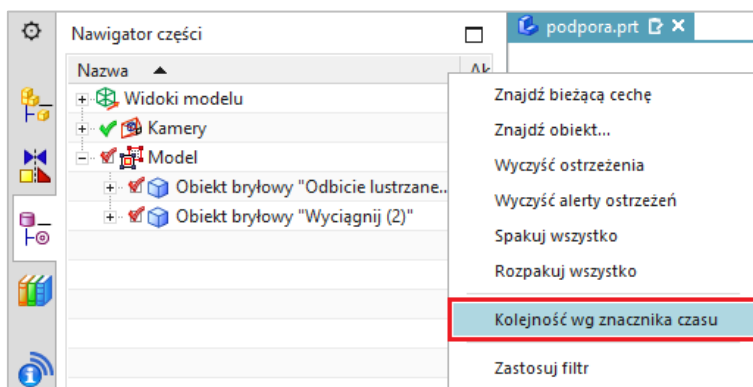 Nawigator części
podpora.prt
Nazwa
Ak
Widoki modelu
Kamery
Model
Obiekt bryłowy "Odbicie lustrzane...
Obiekt bryłowy "Wyciągnij (2)"
Znajdź bieżącą cechę
Znajdź obiekt...
Wyczyść ostrzeżenia
Wyczyść alerty ostrzeżeń
Spakuj wszystko
Rozpakuj wszystko
Kolejność wg znacznika czasu
Zastosuj filtr